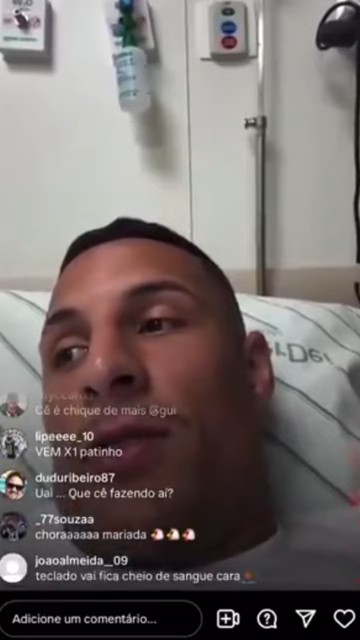 Cê é chique de mais @gui
lipeeee_10
VEM X1 patinho
duduribeiro87
Uai ... Que cê fazendo aí?
_77souzaa
choraaaaaa mariada 🐔🐔🐔
joaoalmeida__09
teclado vai fica cheio de sangue cara
Adicione um comentário...